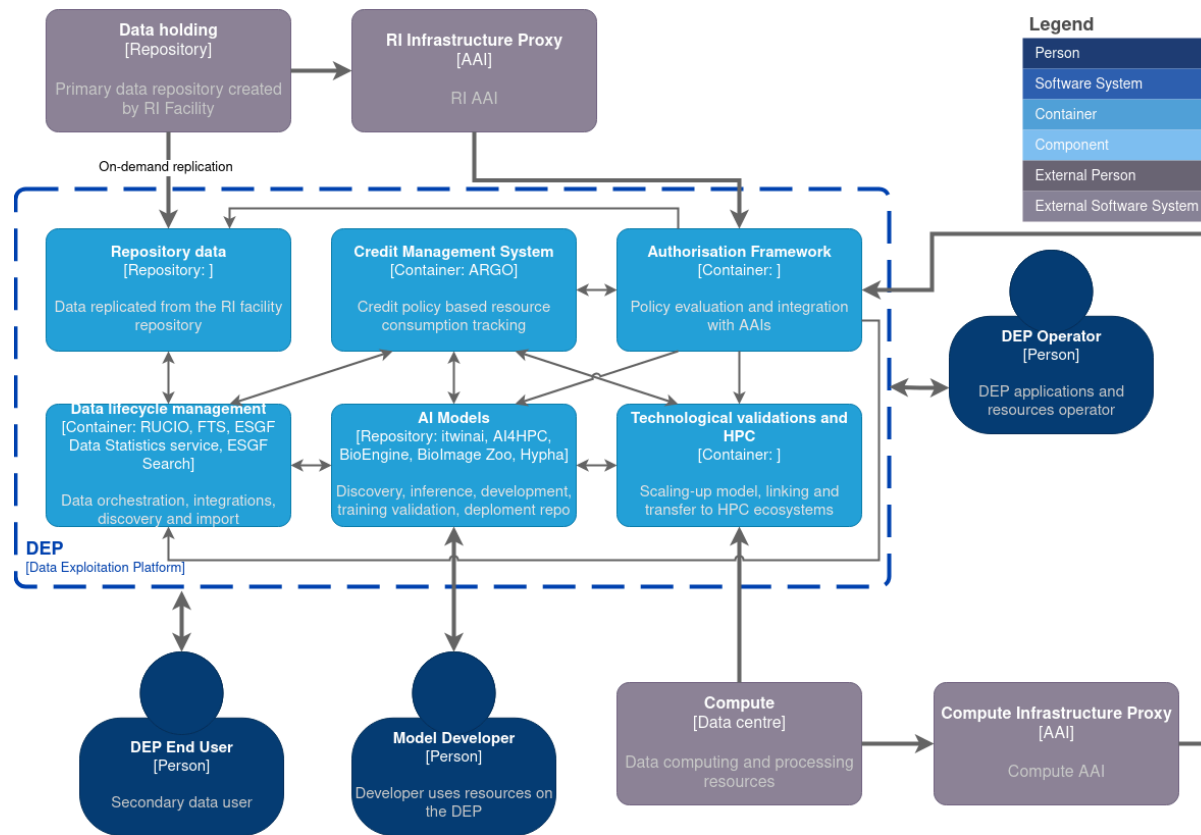 Data holding
[Repository]
Primary data repository created
by RI Facility
RI Infrastructure Proxy
[AAI]
RI AAI
Legend
Person
Software System
Container
Component
External Person
External Software System
On-demand replication
Repository data
[Repository: ]
Data replicated from the RI facility
repository
Credit Management System
[Container: ARGO]
Credit policy based resource
consumption tracking
Authorisation Framework
[Container: ]
Policy evaluation and integration
with AAIs
DEP Operator
[Person]
DEP applications and
resources operator
Data lifecycle management
[Container: RUCIO, FTS, ESGF
Data Statistics service, ESGF
Search]
Data orchestration, integrations,
discovery and import
AI Models
[Repository: itwinai, AI4HPC,
BioEngine, BioImage Zoo, Hypha]
Discovery, inference, development,
training validation, deploment repo
Technological validations and
HPC
[Container: ]
Scaling-up model, linking and
transfer to HPC ecosystems
DEP
[Data Exploitation Platform]
DEP End User
[Person]
Secondary data user
Model Developer
[Person]
Developer uses resources on
the DEP
Compute
[Data centre]
Data computing and processing
resources
Compute Infrastructure Proxy
[AAI]
Compute AAI